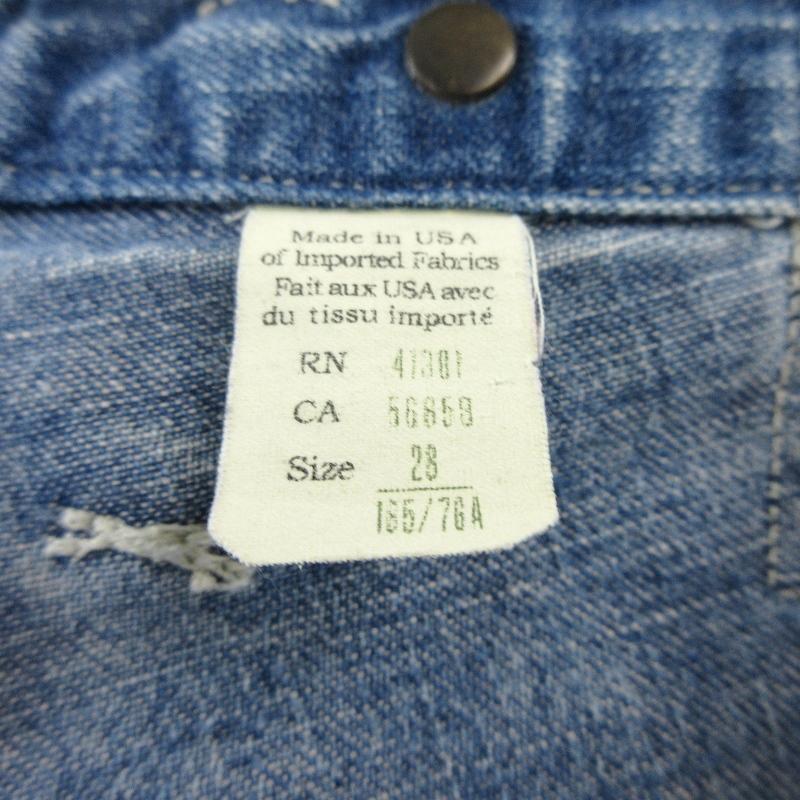 Made in USA
of Imported Fabrics
Fait aux USA avec
du tissu importé
RN 41381
CA 56859
Size 28
165/76A